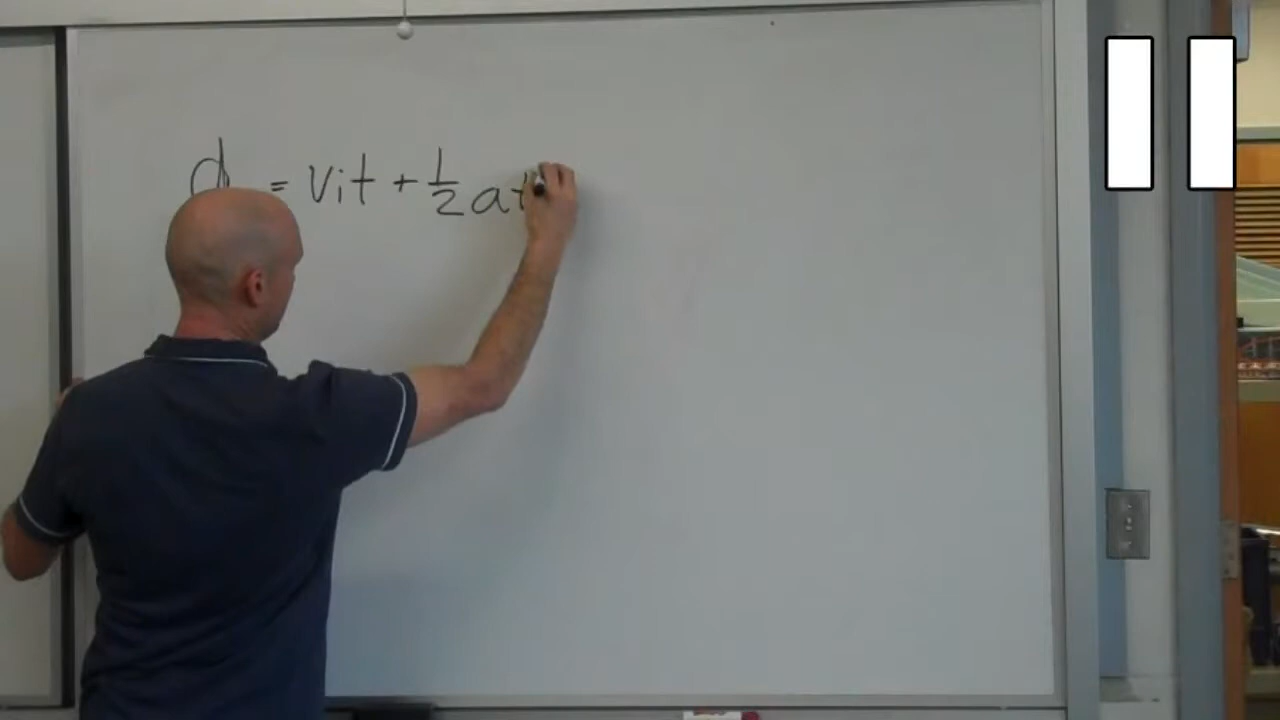 d = vit + 1/2 at